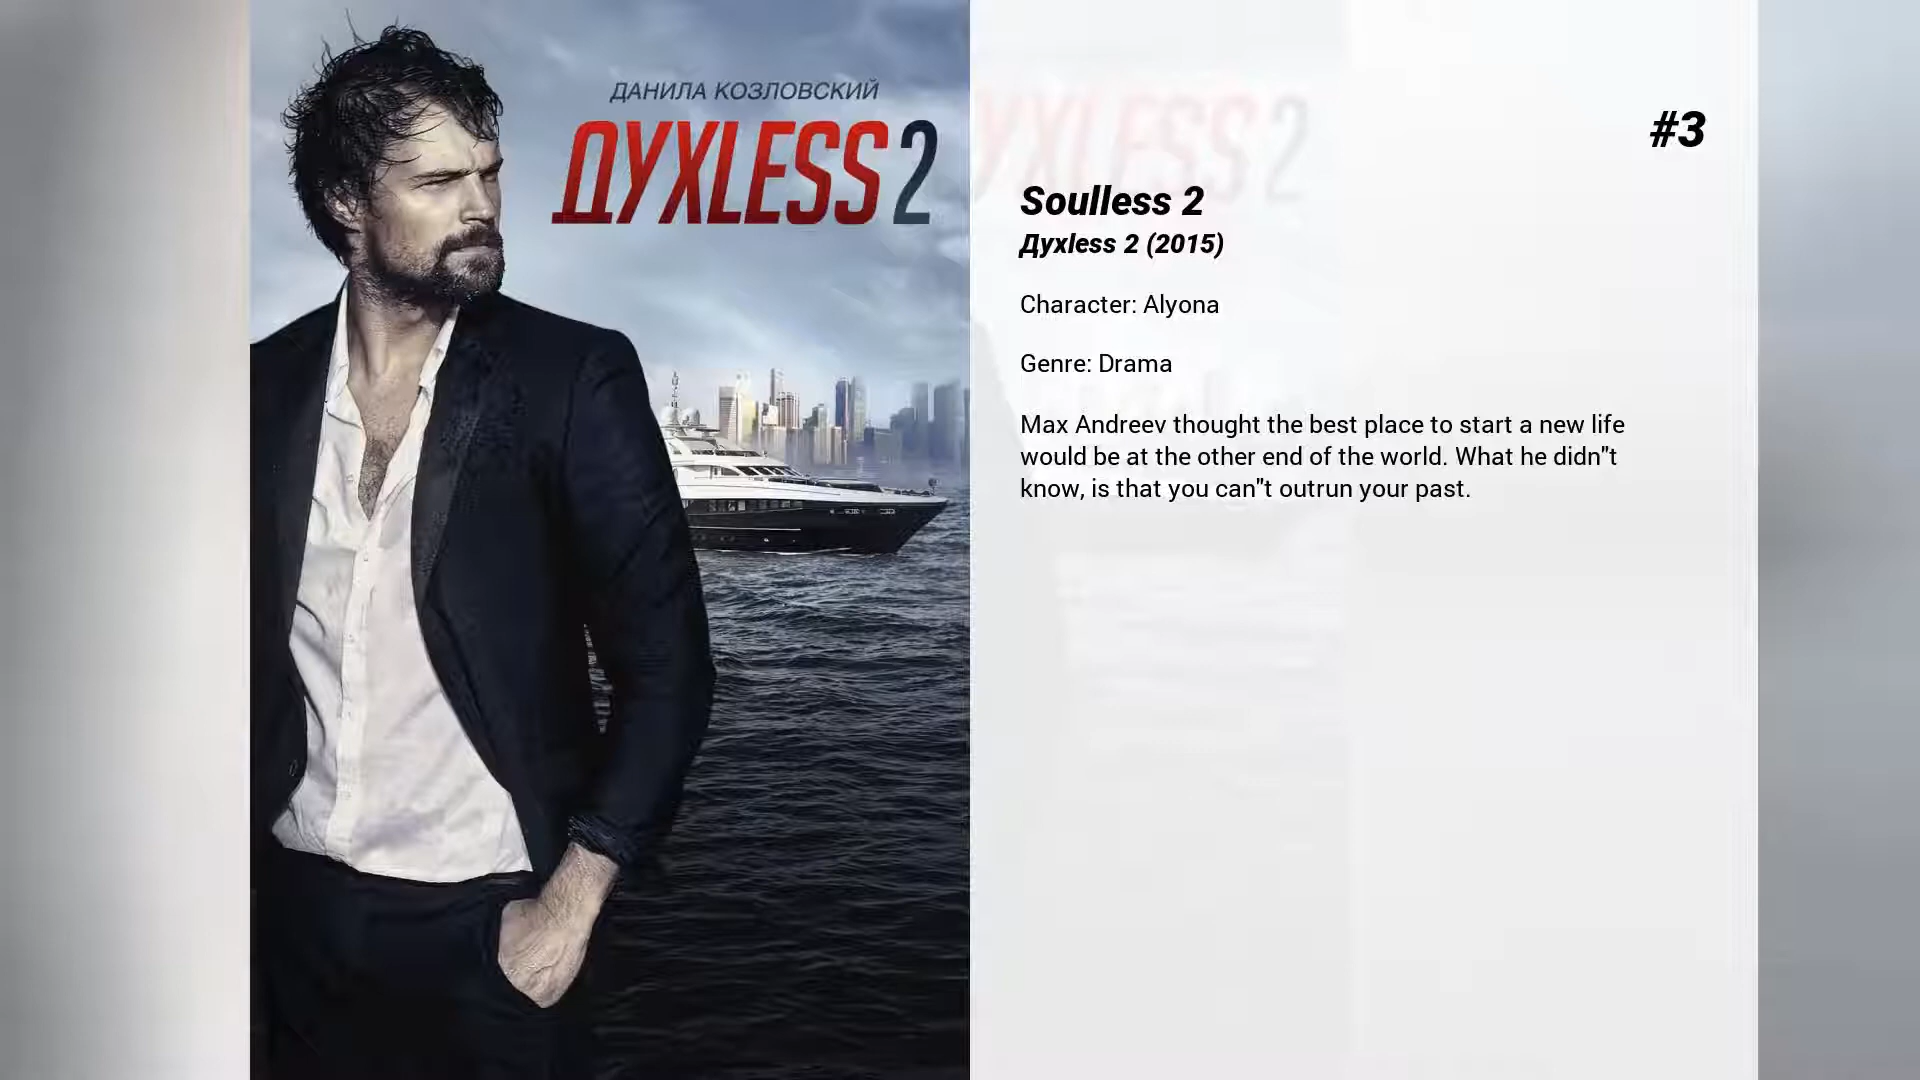 ДАНИЛА КОЗЛОВСКИЙ
ДУХLESS 2
#3
Soulless 2
Духless 2 (2015)
Character: Alyona
Genre: Drama
Max Andreev thought the best place to start a new life
would be at the other end of the world. What he didn"t
know, is that you can"t outrun your past.